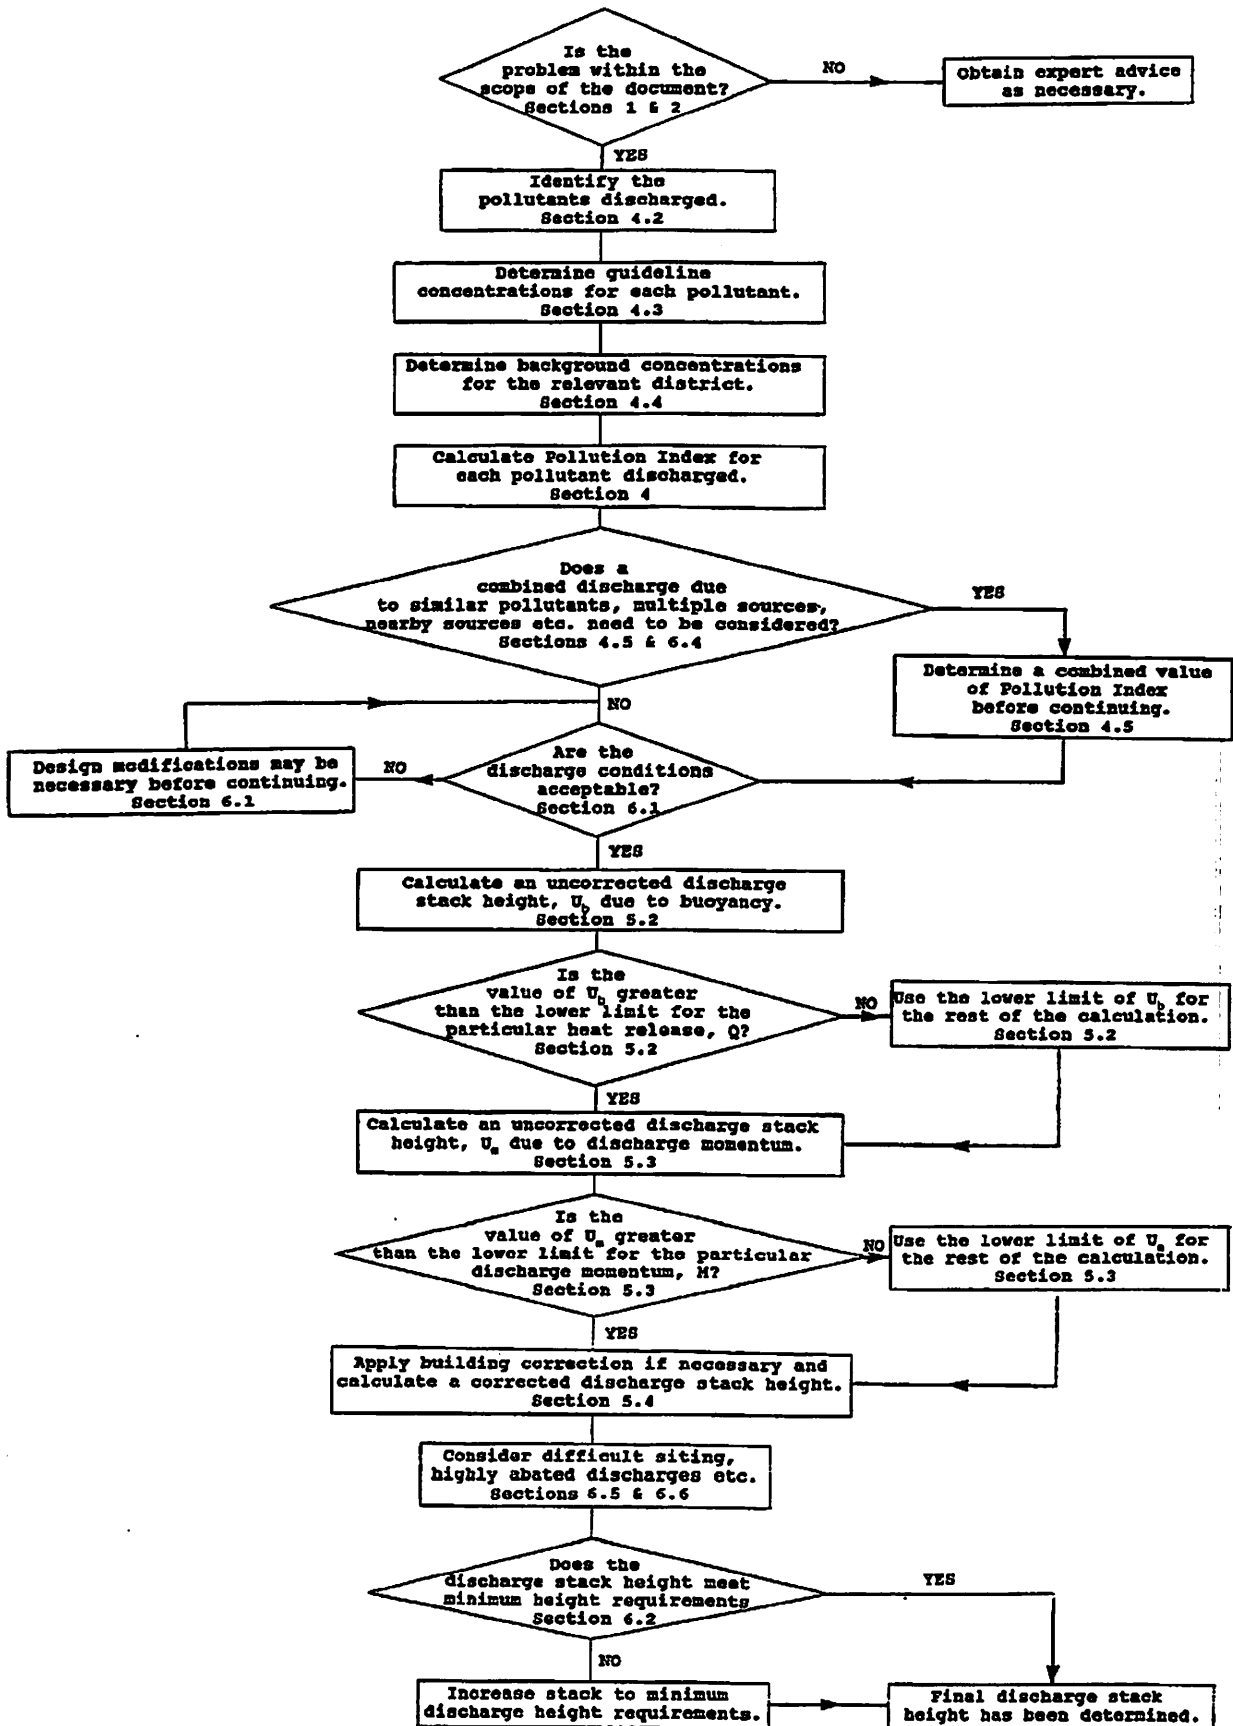 Is the
problem within the
scope of the document?
Sections 1 & 2
NO
Obtain expert advice
as necessary.
YES
Identify the
pollutants discharged.
Section 4.2
Determine guideline
concentrations for each pollutant.
Section 4.3
Determine background concentrations
for the relevant district.
Section 4.4
Calculate Pollution Index for
each pollutant discharged.
Section 4
Does a
combined discharge due
to similar pollutants, multiple sources,
nearby sources etc. need to be considered?
Sections 4.5 & 6.4
YES
Determine a combined value
of Pollution Index
before continuing.
Section 4.5
NO
Are the
discharge conditions
acceptable?
Section 6.1
NO
Design modifications may be
necessary before continuing.
Section 6.1
YES
Calculate an uncorrected discharge
stack height, U_b due to buoyancy.
Section 5.2
Is the
value of U_b greater
than the lower limit for the
particular heat release, Q?
Section 5.2
NO
Use the lower limit of U_b for
the rest of the calculation.
Section 5.2
YES
Calculate an uncorrected discharge stack
height, U_m due to discharge momentum.
Section 5.3
Is the
value of U_m greater
than the lower limit for the particular
discharge momentum, M?
Section 5.3
NO
Use the lower limit of U_m for
the rest of the calculation.
Section 5.3
YES
Apply building correction if necessary and
calculate a corrected discharge stack height.
Section 5.4
Consider difficult siting,
highly abated discharges etc.
Sections 6.5 & 6.6
Does the
discharge stack height meet
minimum height requirements
Section 6.2
YES
NO
Increase stack to minimum
discharge height requirements.
Final discharge stack
height has been determined.